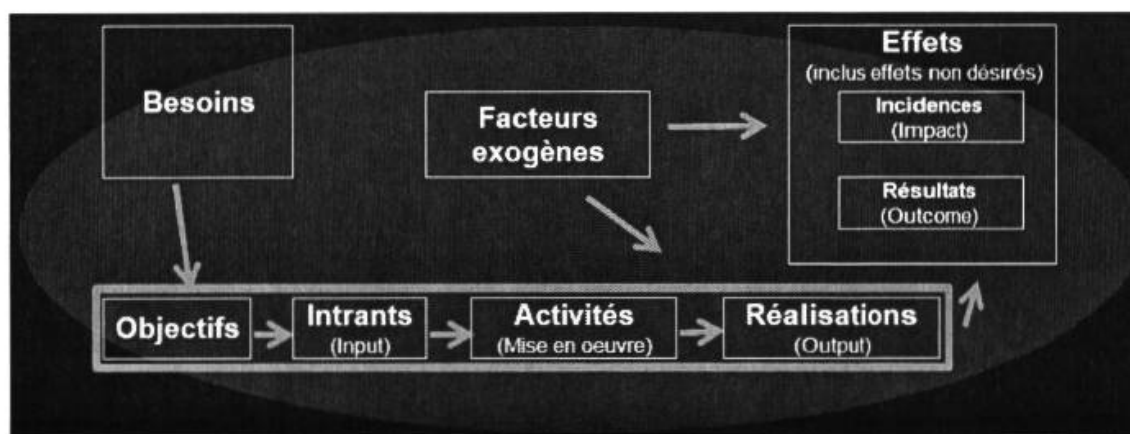 Besoins
Facteurs
exogènes
Effets
(inclus effets non désirés)
Incidences
(Impact)
Résultats
(Outcome)
Objectifs
Intrants
(Input)
Activités
(Mise en oeuvre)
Réalisations
(Output)